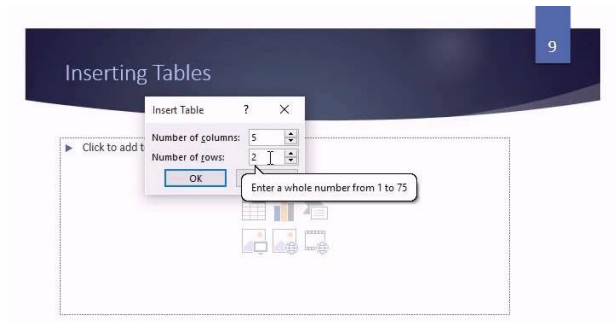 9
Inserting Tables
Insert Table ? ×
Number of columns: 5
Click to add t
Number of rows: 2
OK
Enter a whole number from 1 to 75